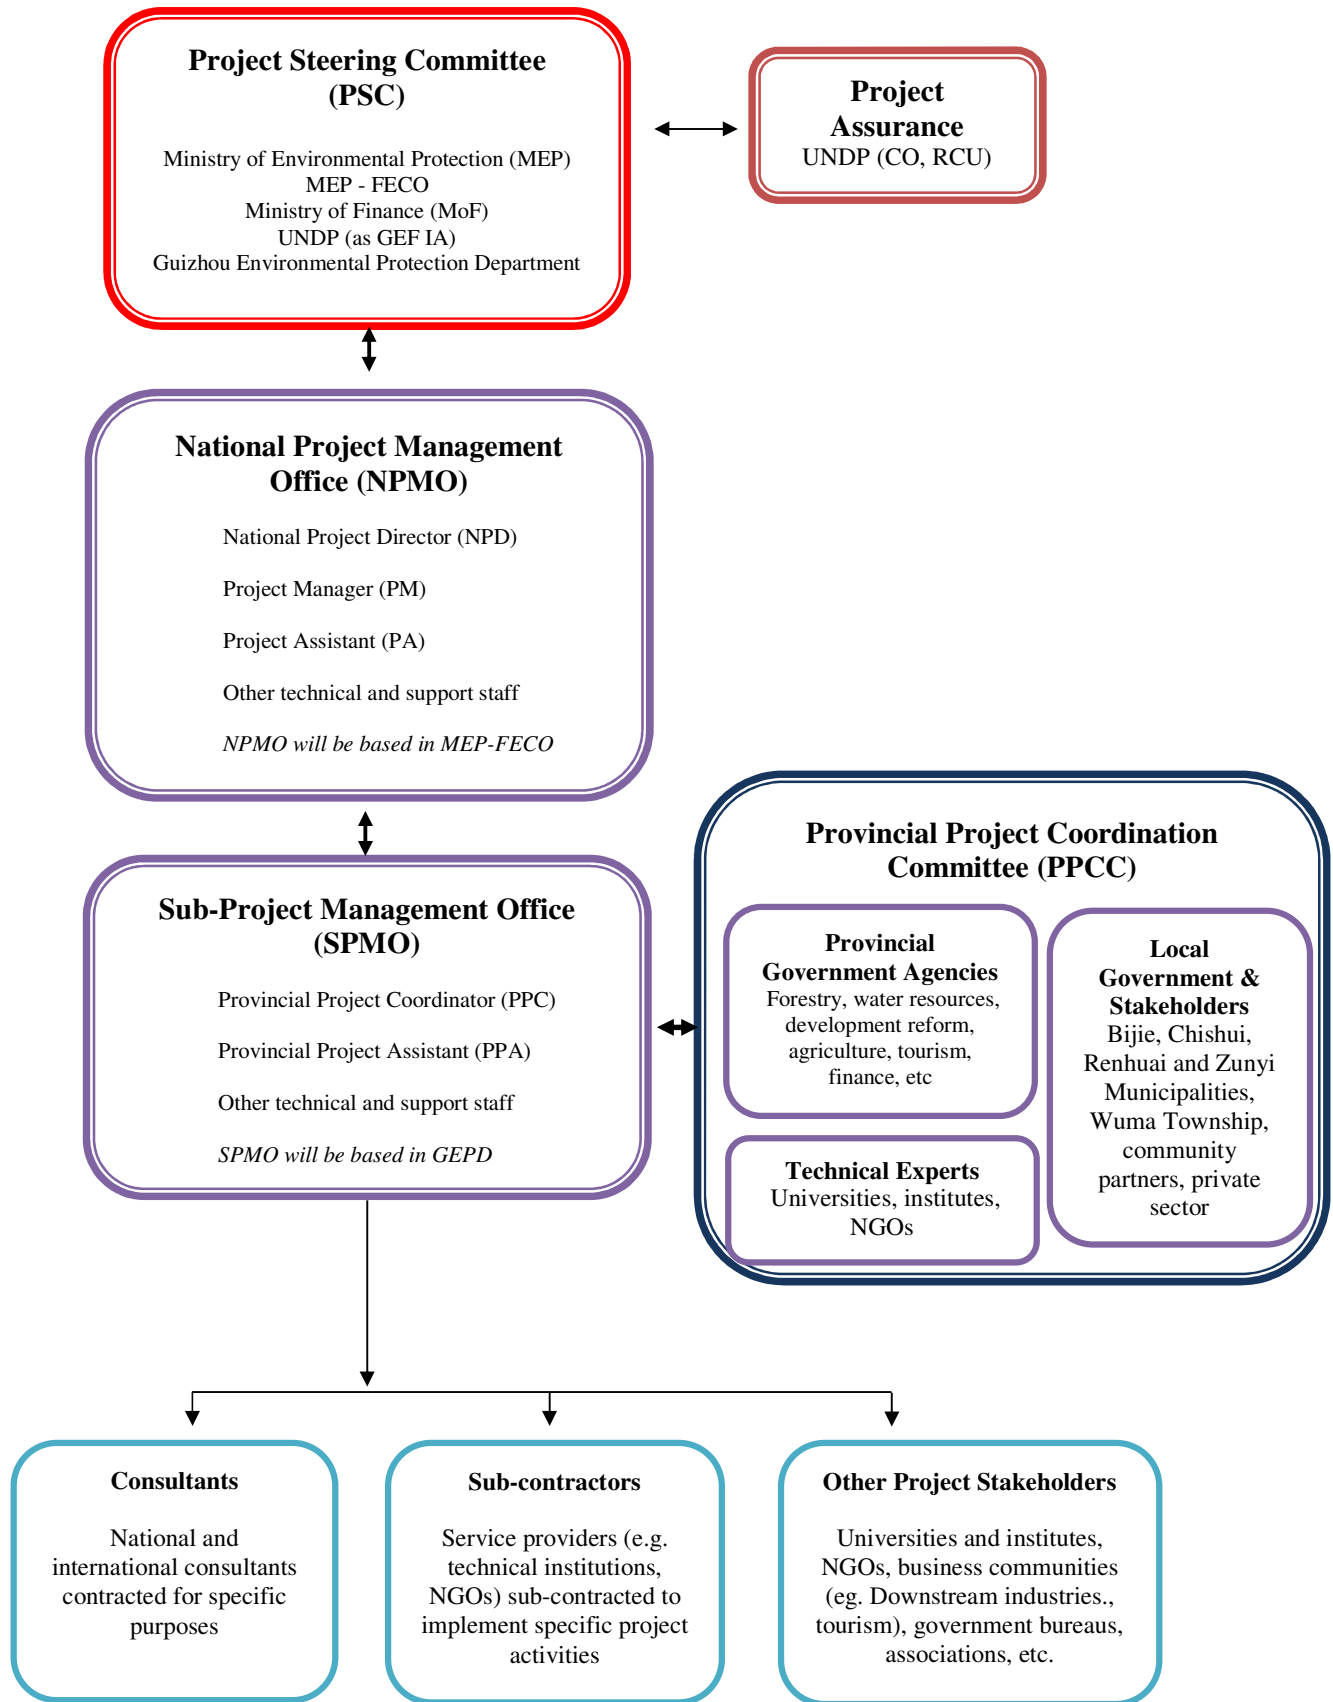 Project Steering Committee
(PSC)
Ministry of Environmental Protection (MEP)
MEP - FECO
Ministry of Finance (MoF)
UNDP (as GEF IA)
Guizhou Environmental Protection Department
Project
Assurance
UNDP (CO, RCU)
National Project Management
Office (NPMO)
National Project Director (NPD)
Project Manager (PM)
Project Assistant (PA)
Other technical and support staff
NPMO will be based in MEP-FECO
Sub-Project Management Office
(SPMO)
Provincial Project Coordinator (PPC)
Provincial Project Assistant (PPA)
Other technical and support staff
SPMO will be based in GEPD
Provincial Project Coordination
Committee (PPCC)
Provincial
Government Agencies
Forestry, water resources,
development reform,
agriculture, tourism,
finance, etc
Technical Experts
Universities, institutes,
NGOs
Local
Government &
Stakeholders
Bijie, Chishui,
Renhuai and Zunyi
Municipalities,
Wuma Township,
community
partners, private
sector
Consultants
National and
international consultants
contracted for specific
purposes
Sub-contractors
Service providers (e.g.
technical institutions,
NGOs) sub-contracted to
implement specific project
activities
Other Project Stakeholders
Universities and institutes,
NGOs, business communities
(eg. Downstream industries.,
tourism), government bureaus,
associations, etc.